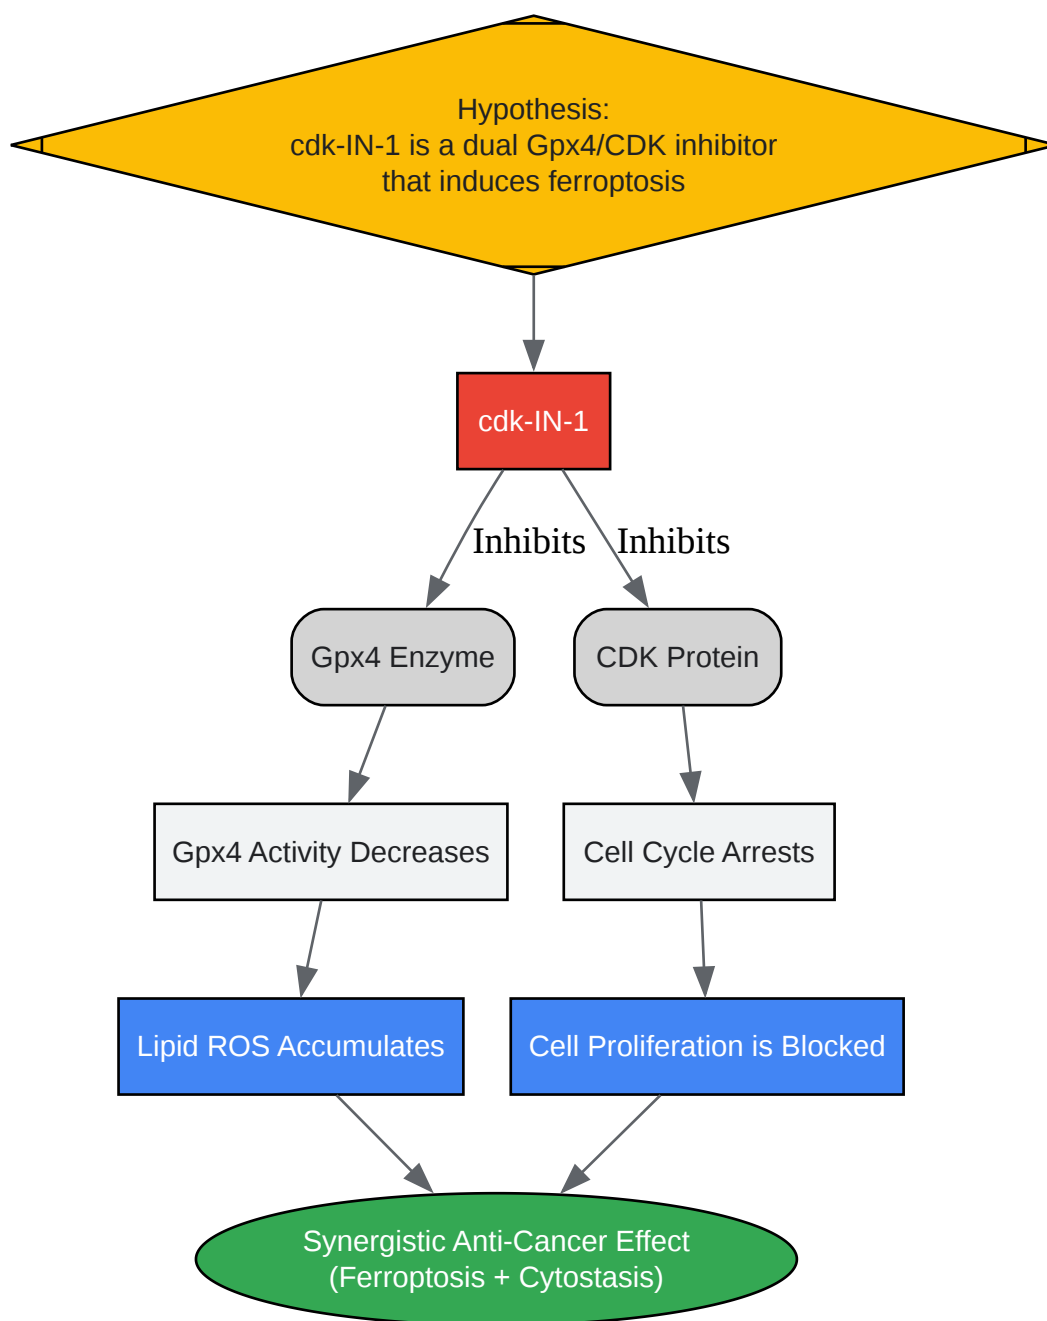 Hypothesis:
cdk-IN-1 is a dual Gpx4/CDK inhibitor
that induces ferroptosis
cdk-IN-1
Inhibits
Inhibits
Gpx4 Enzyme
CDK Protein
Gpx4 Activity Decreases
Cell Cycle Arrests
Lipid ROS Accumulates
Cell Proliferation is Blocked
Synergistic Anti-Cancer Effect
(Ferroptosis + Cytostasis)